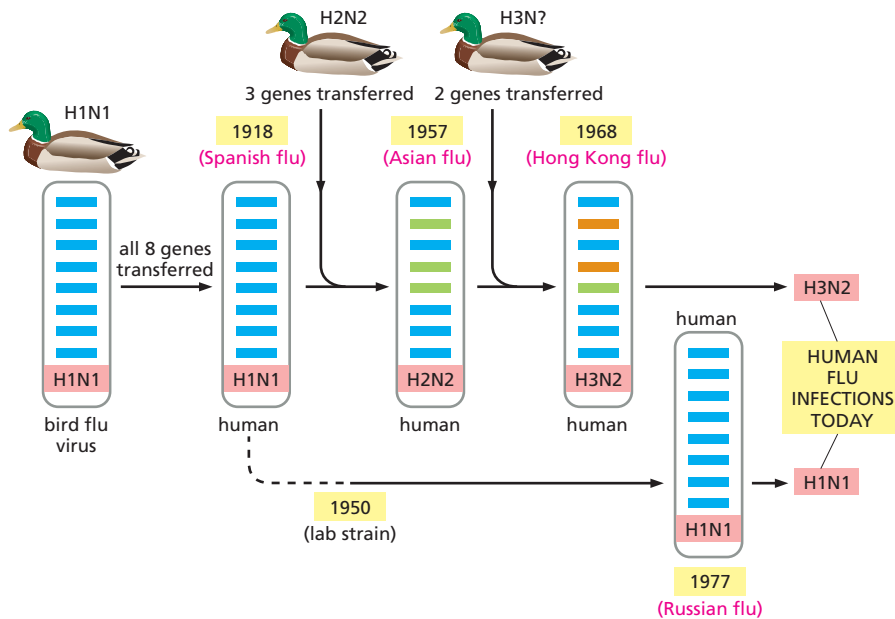 H2N2
H3N?
3 genes transferred
2 genes transferred
H1N1
1918
(Spanish flu)
1957
(Asian flu)
1968
(Hong Kong flu)
all 8 genes
transferred
H1N1
bird flu
virus
H1N1
human
H2N2
human
H3N2
human
human
H1N1
1977
(Russian flu)
1950
(lab strain)
H3N2
HUMAN
FLU
INFECTIONS
TODAY
H1N1